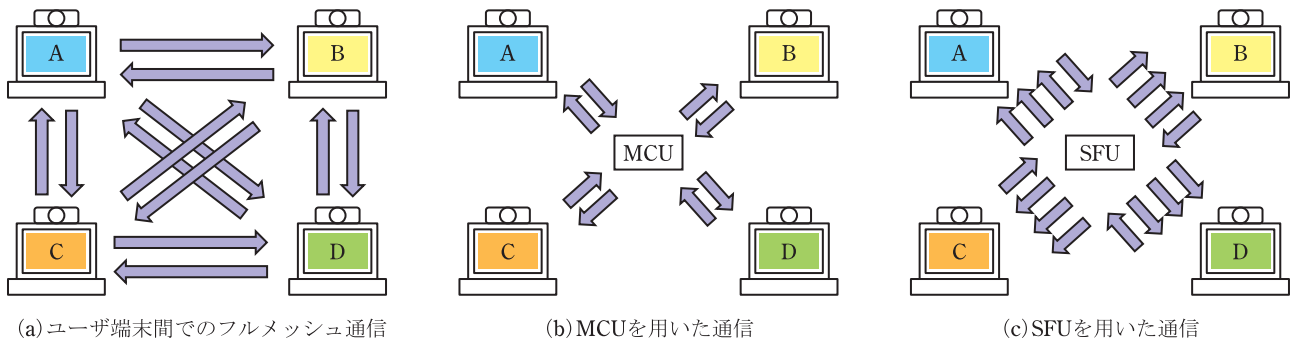 A B A B A B
MCU SFU
C D C D C D
(a)ユーザ端末間でのフルメッシュ通信 (b)MCUを用いた通信 (c)SFUを用いた通信